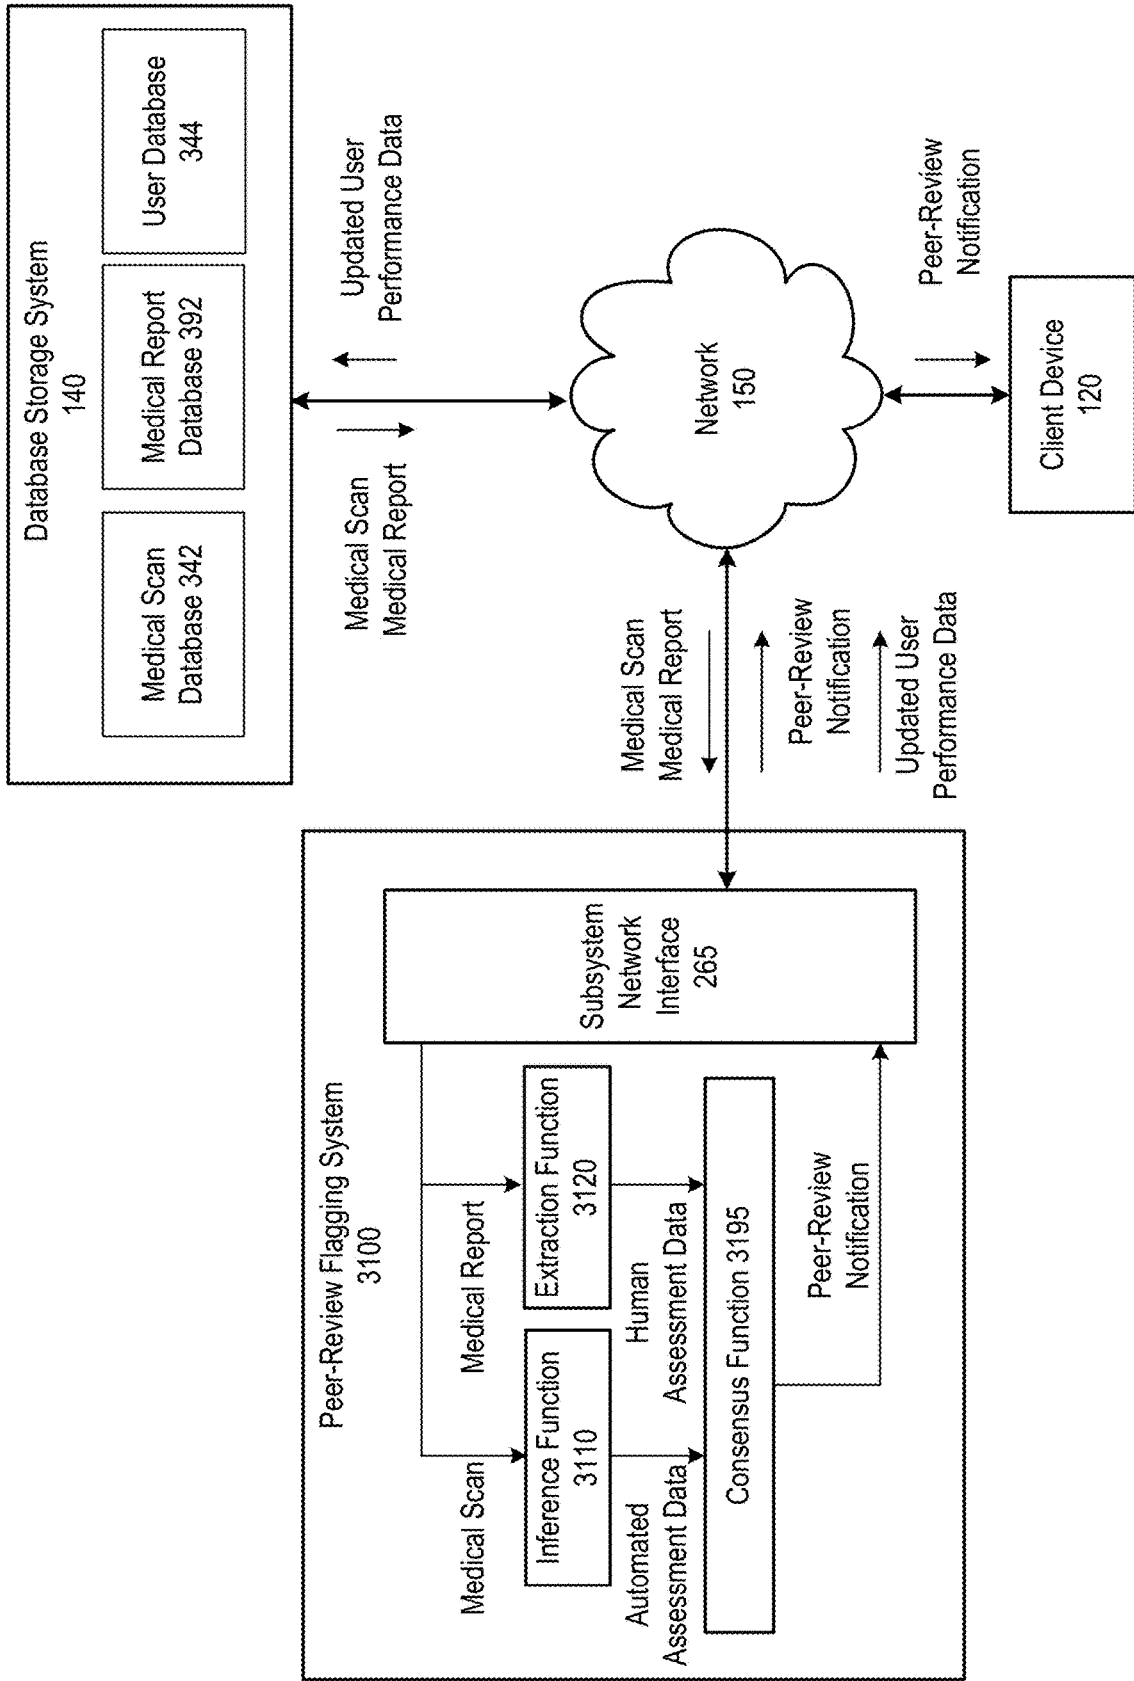 Database Storage System
140
Medical Scan
Database 342
Medical Report
Database 392
User Database
344
Medical Scan
Medical Report
Updated User
Performance Data
Peer-Review Flagging System
3100
Medical Scan
Medical Report
Inference Function
3110
Extraction Function
3120
Automated
Assessment Data
Human
Assessment Data
Consensus Function 3195
Peer-Review
Notification
Subsystem
Network
Interface
265
Medical Scan
Medical Report
Peer-Review
Notification
Updated User
Performance Data
Network
150
Peer-Review
Notification
Client Device
120